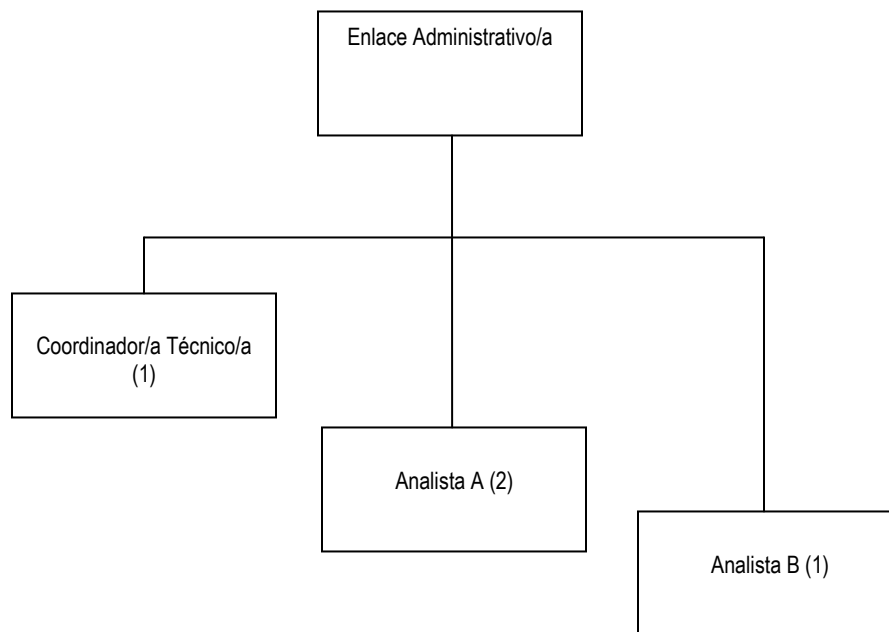 Enlace Administrativo/a
Coordinador/a Técnico/a
(1)
Analista A (2)
Analista B (1)